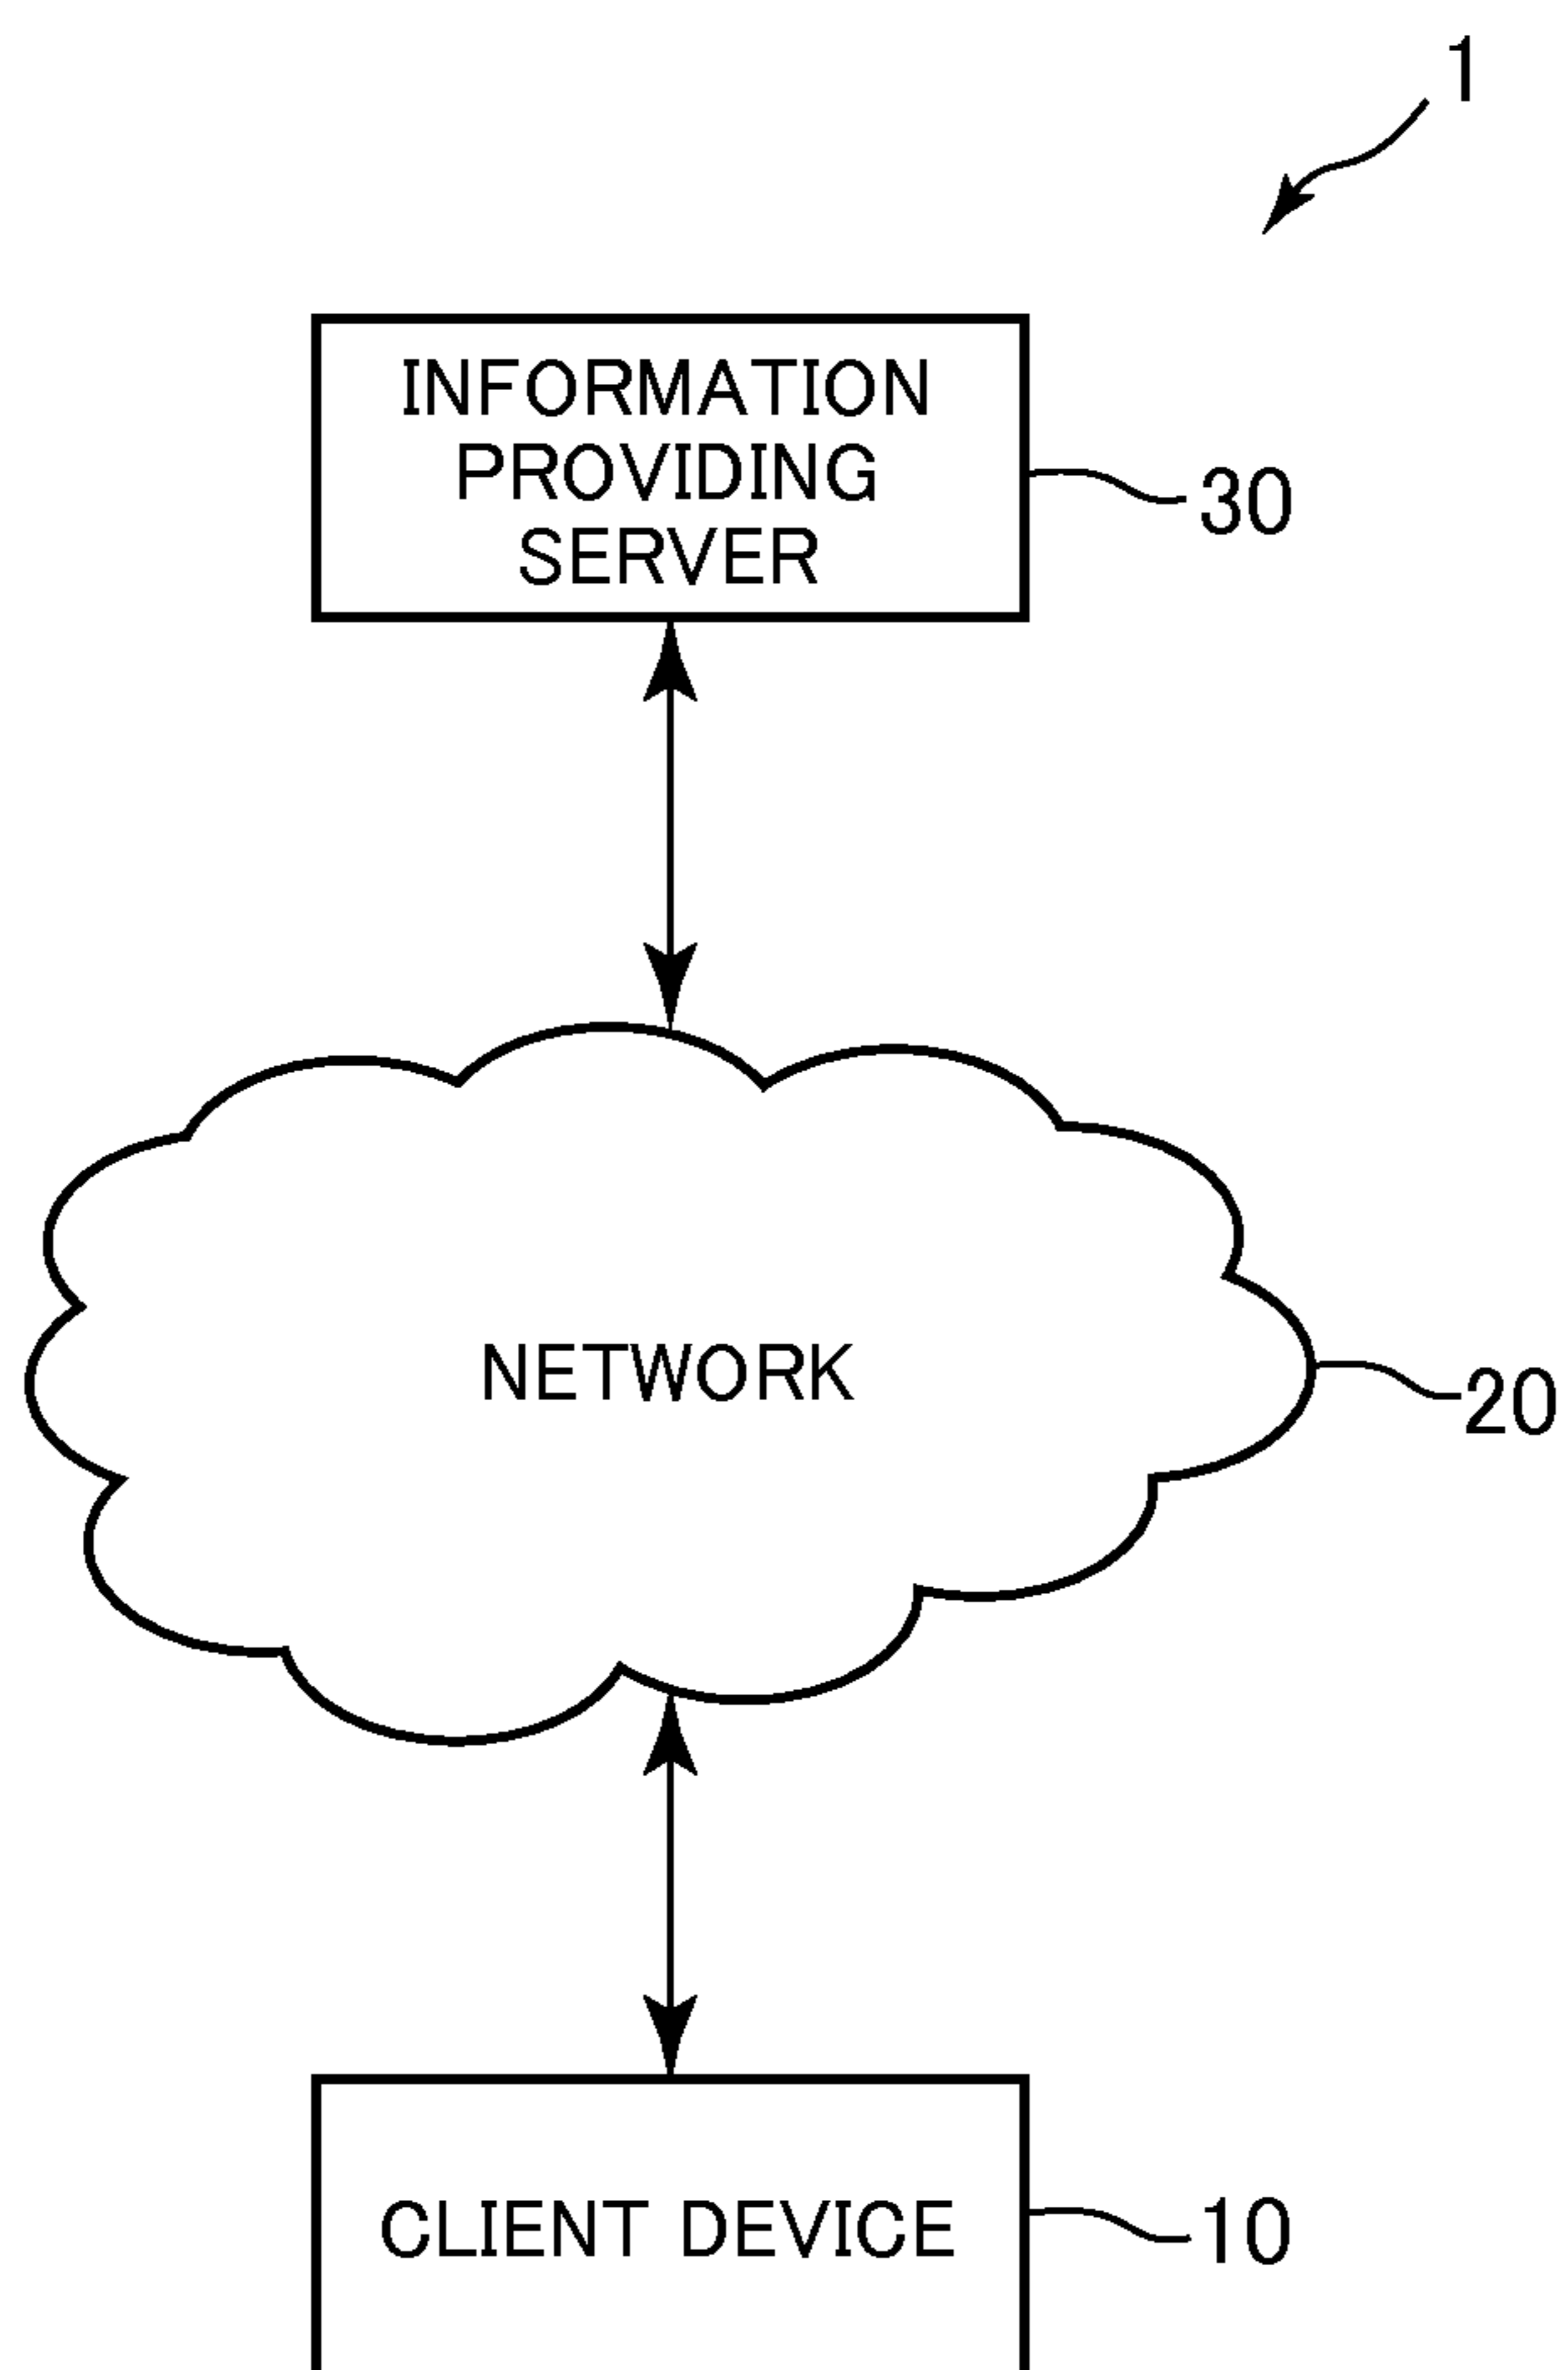 1
INFORMATION
PROVIDING
SERVER
30
NETWORK
20
CLIENT DEVICE
10